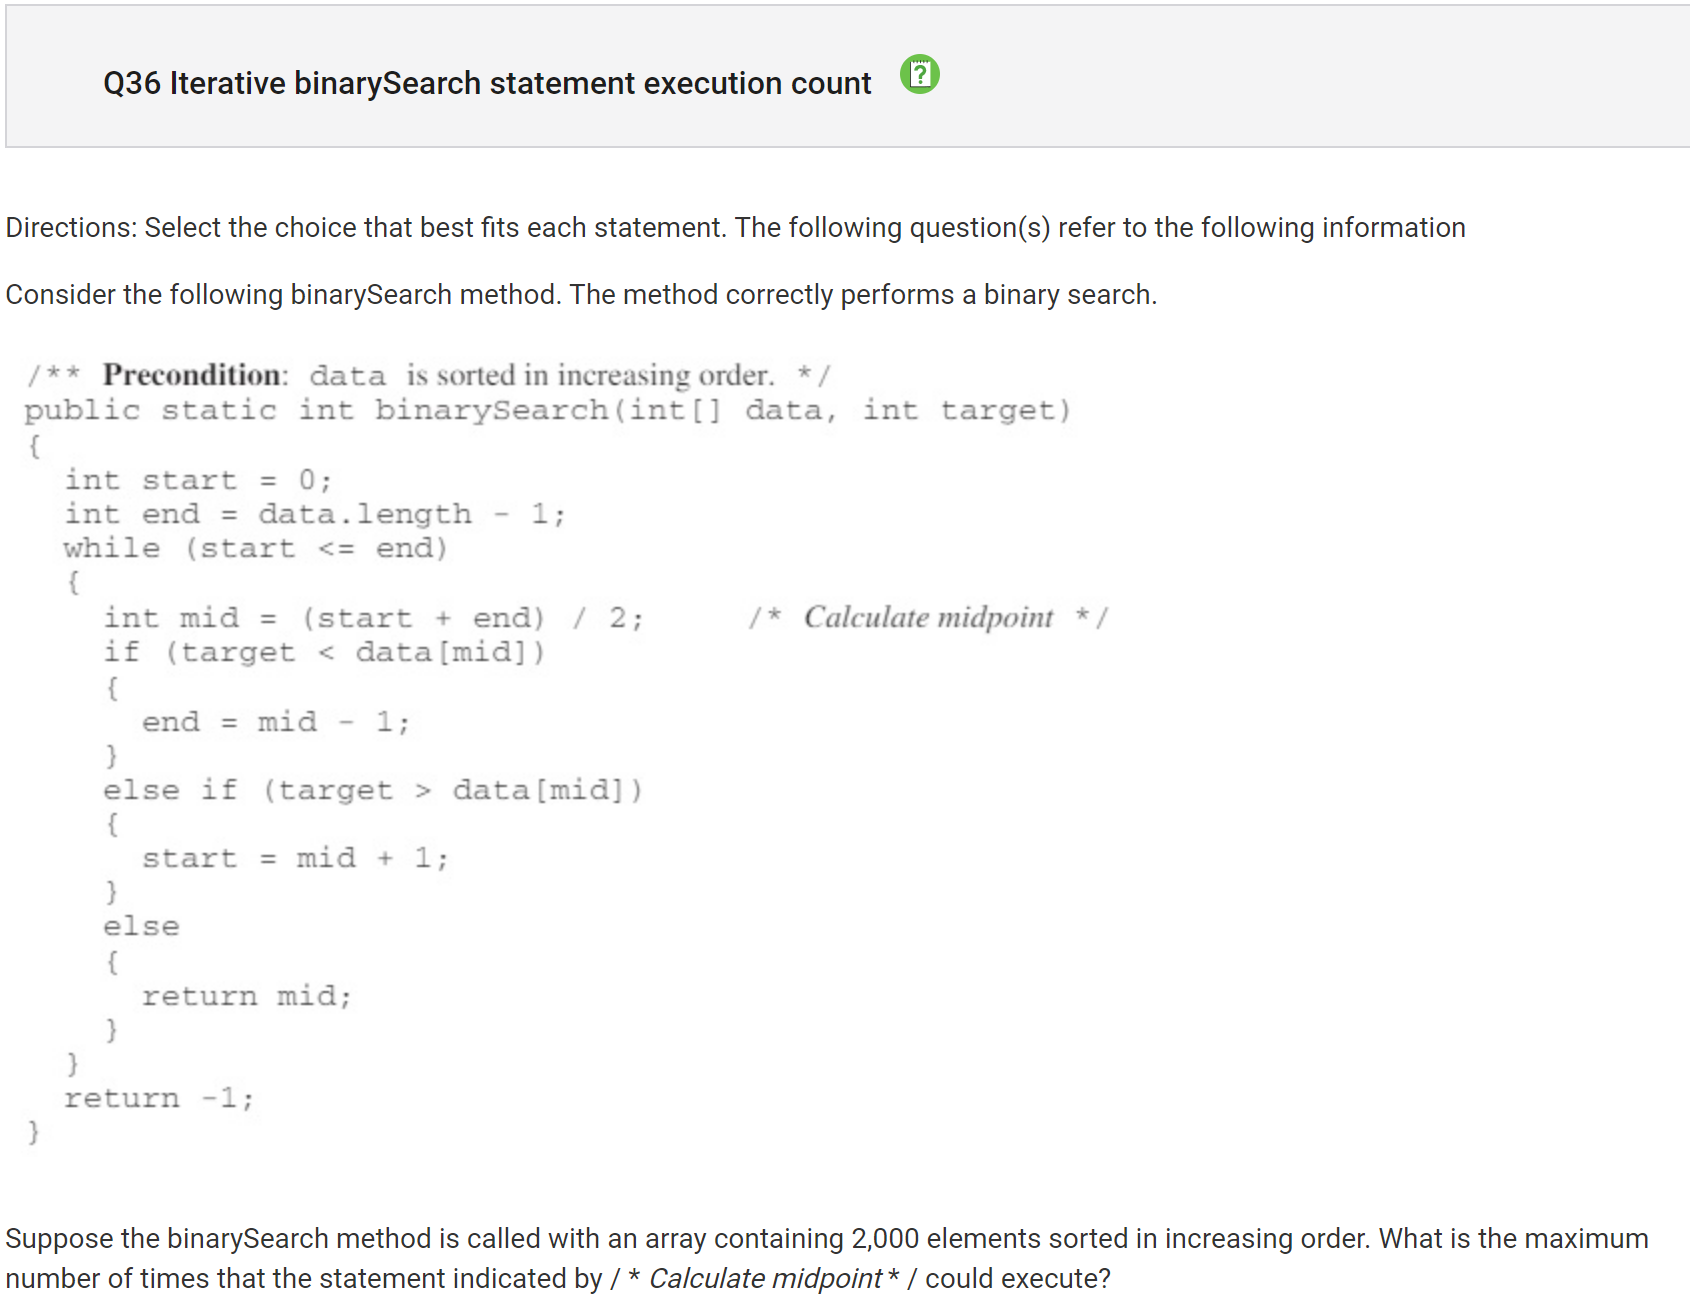 Q36 Iterative binarySearch statement execution count
Directions: Select the choice that best fits each statement. The following question(s) refer to the following information
Consider the following binarySearch method. The method correctly performs a binary search.
/** Precondition: data is sorted in increasing order. */
public static int binarySearch(int[] data, int target)
{
int start = 0;
int end = data.length - 1;
while (start <= end)
{
int mid = (start + end) / 2; /* Calculate midpoint */
if (target < data[mid])
{
end = mid - 1;
}
else if (target > data[mid])
{
start = mid + 1;
}
else
{
return mid;
}
}
return -1;
}
Suppose the binarySearch method is called with an array containing 2,000 elements sorted in increasing order. What is the maximum
number of times that the statement indicated by / * Calculate midpoint * / could execute?